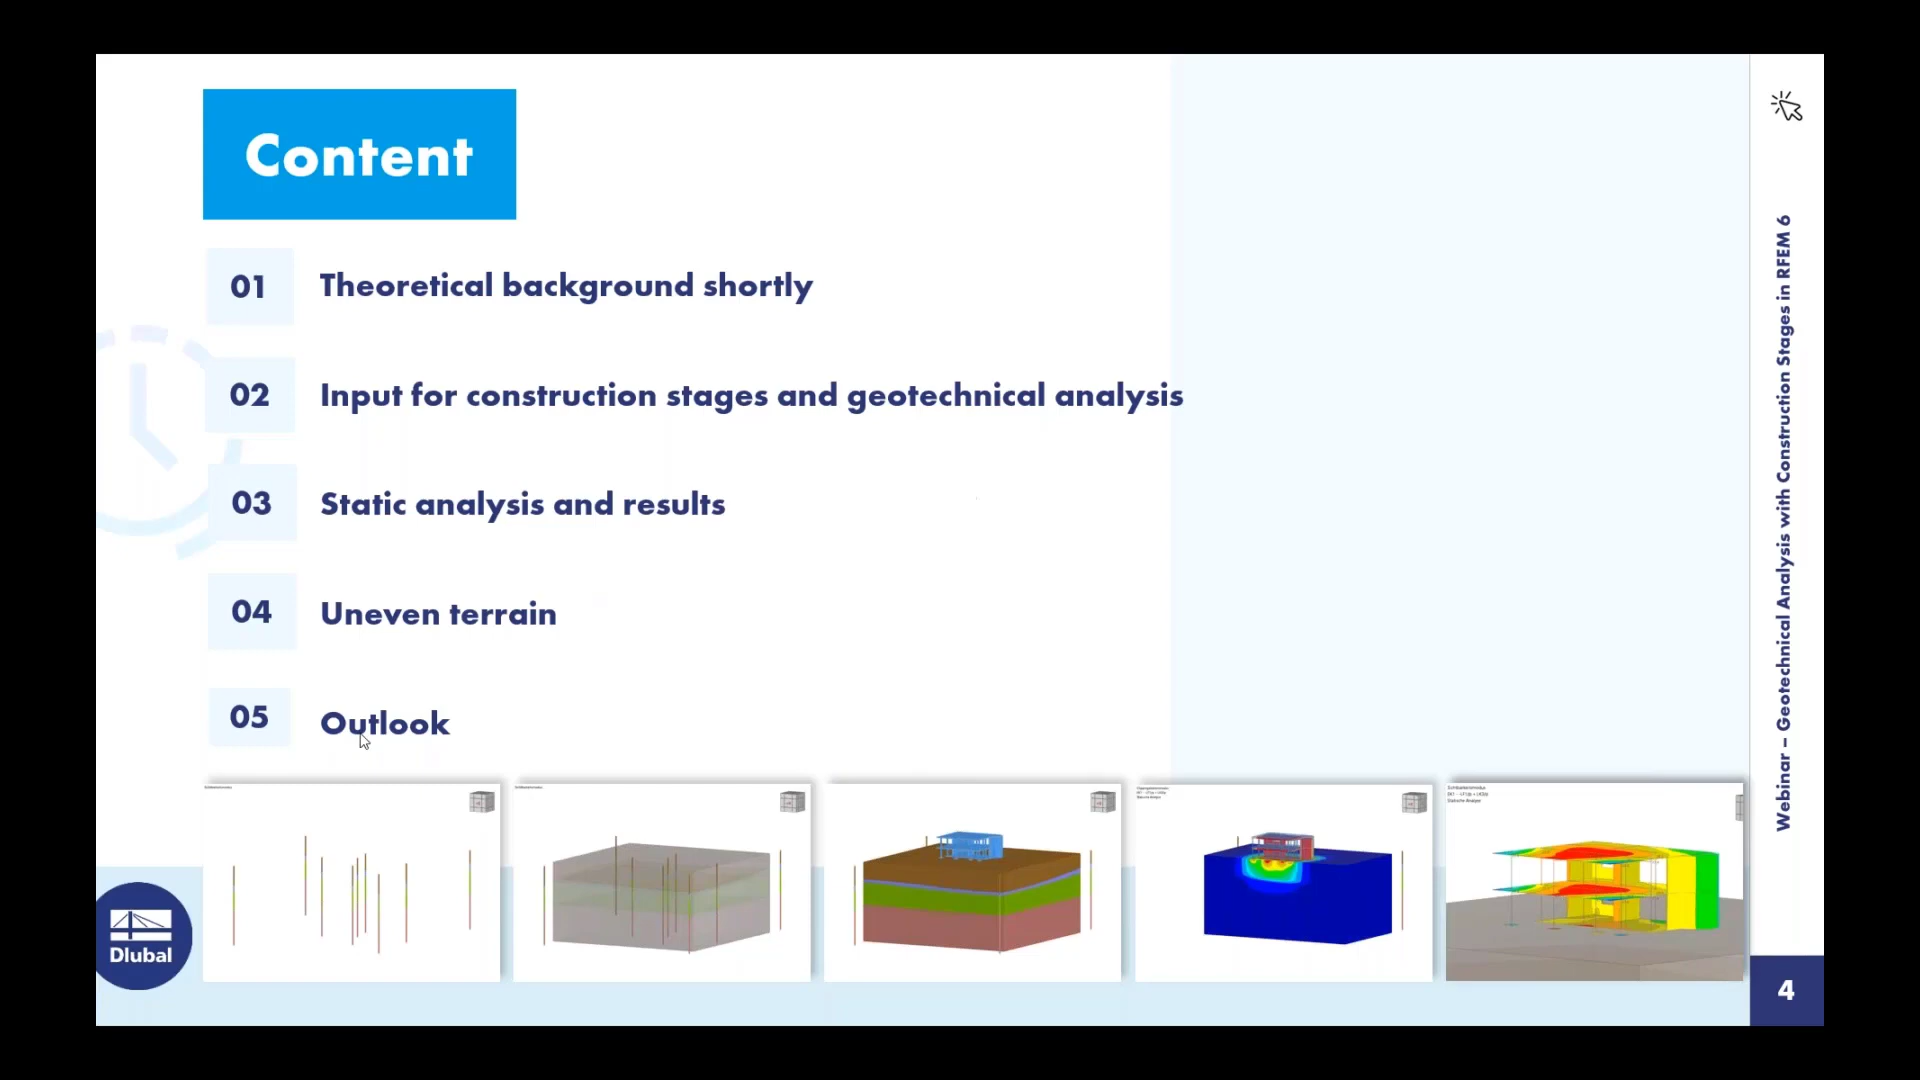 Content
01 Theoretical background shortly
02 Input for construction stages and geotechnical analysis
03 Static analysis and results
04 Uneven terrain
05 Outlook
Webinar – Geotechnical Analysis with Construction Stages in RFEM 6
Dlubal
4